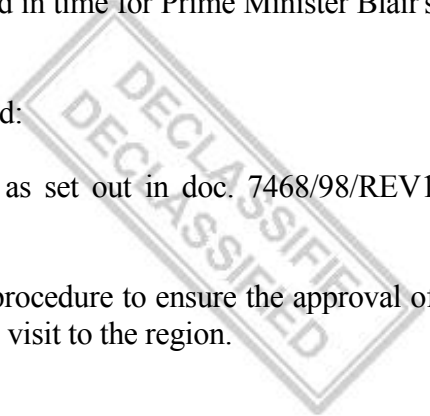 d in time for Prime Minister Blair's
d:
as set out in doc. 7468/98/REV1
procedure to ensure the approval of
visit to the region.
DECLASSIFIED
DECLASSIFIED